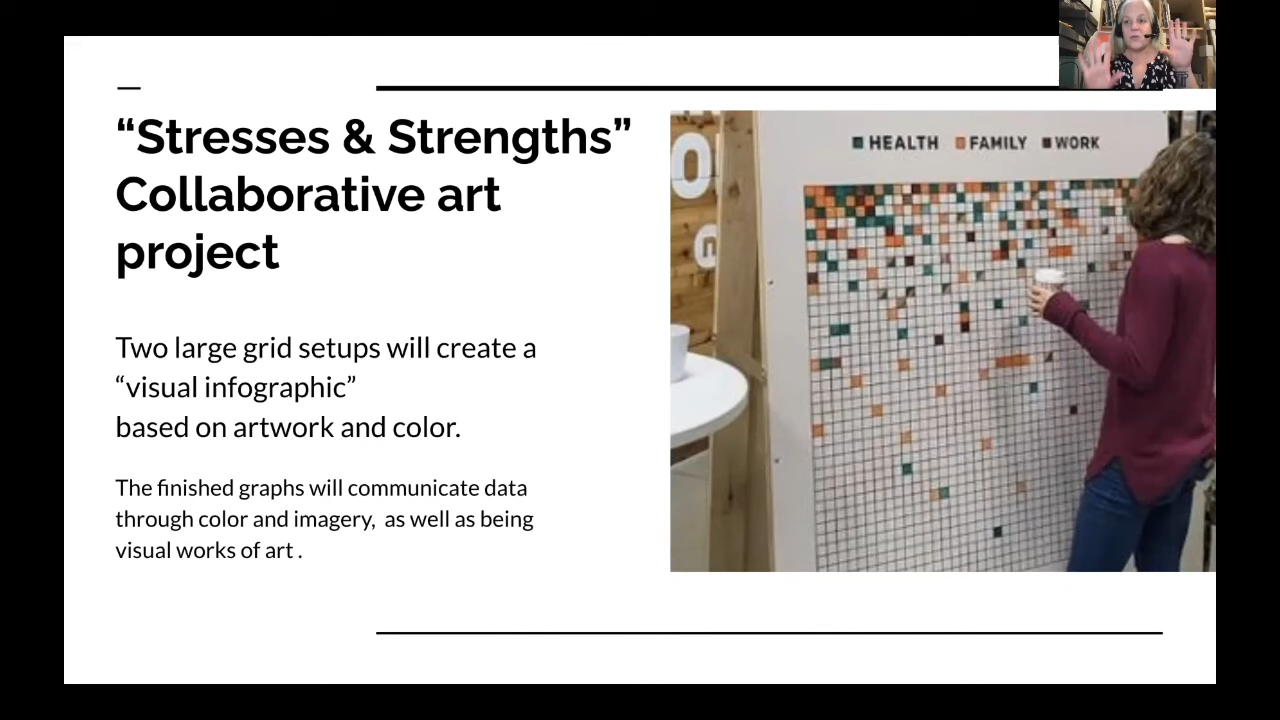 “Stresses & Strengths”
Collaborative art
project
Two large grid setups will create a
“visual infographic”
based on artwork and color.
The finished graphs will communicate data
through color and imagery,  as well as being
visual works of art .
HEALTH FAMILY WORK